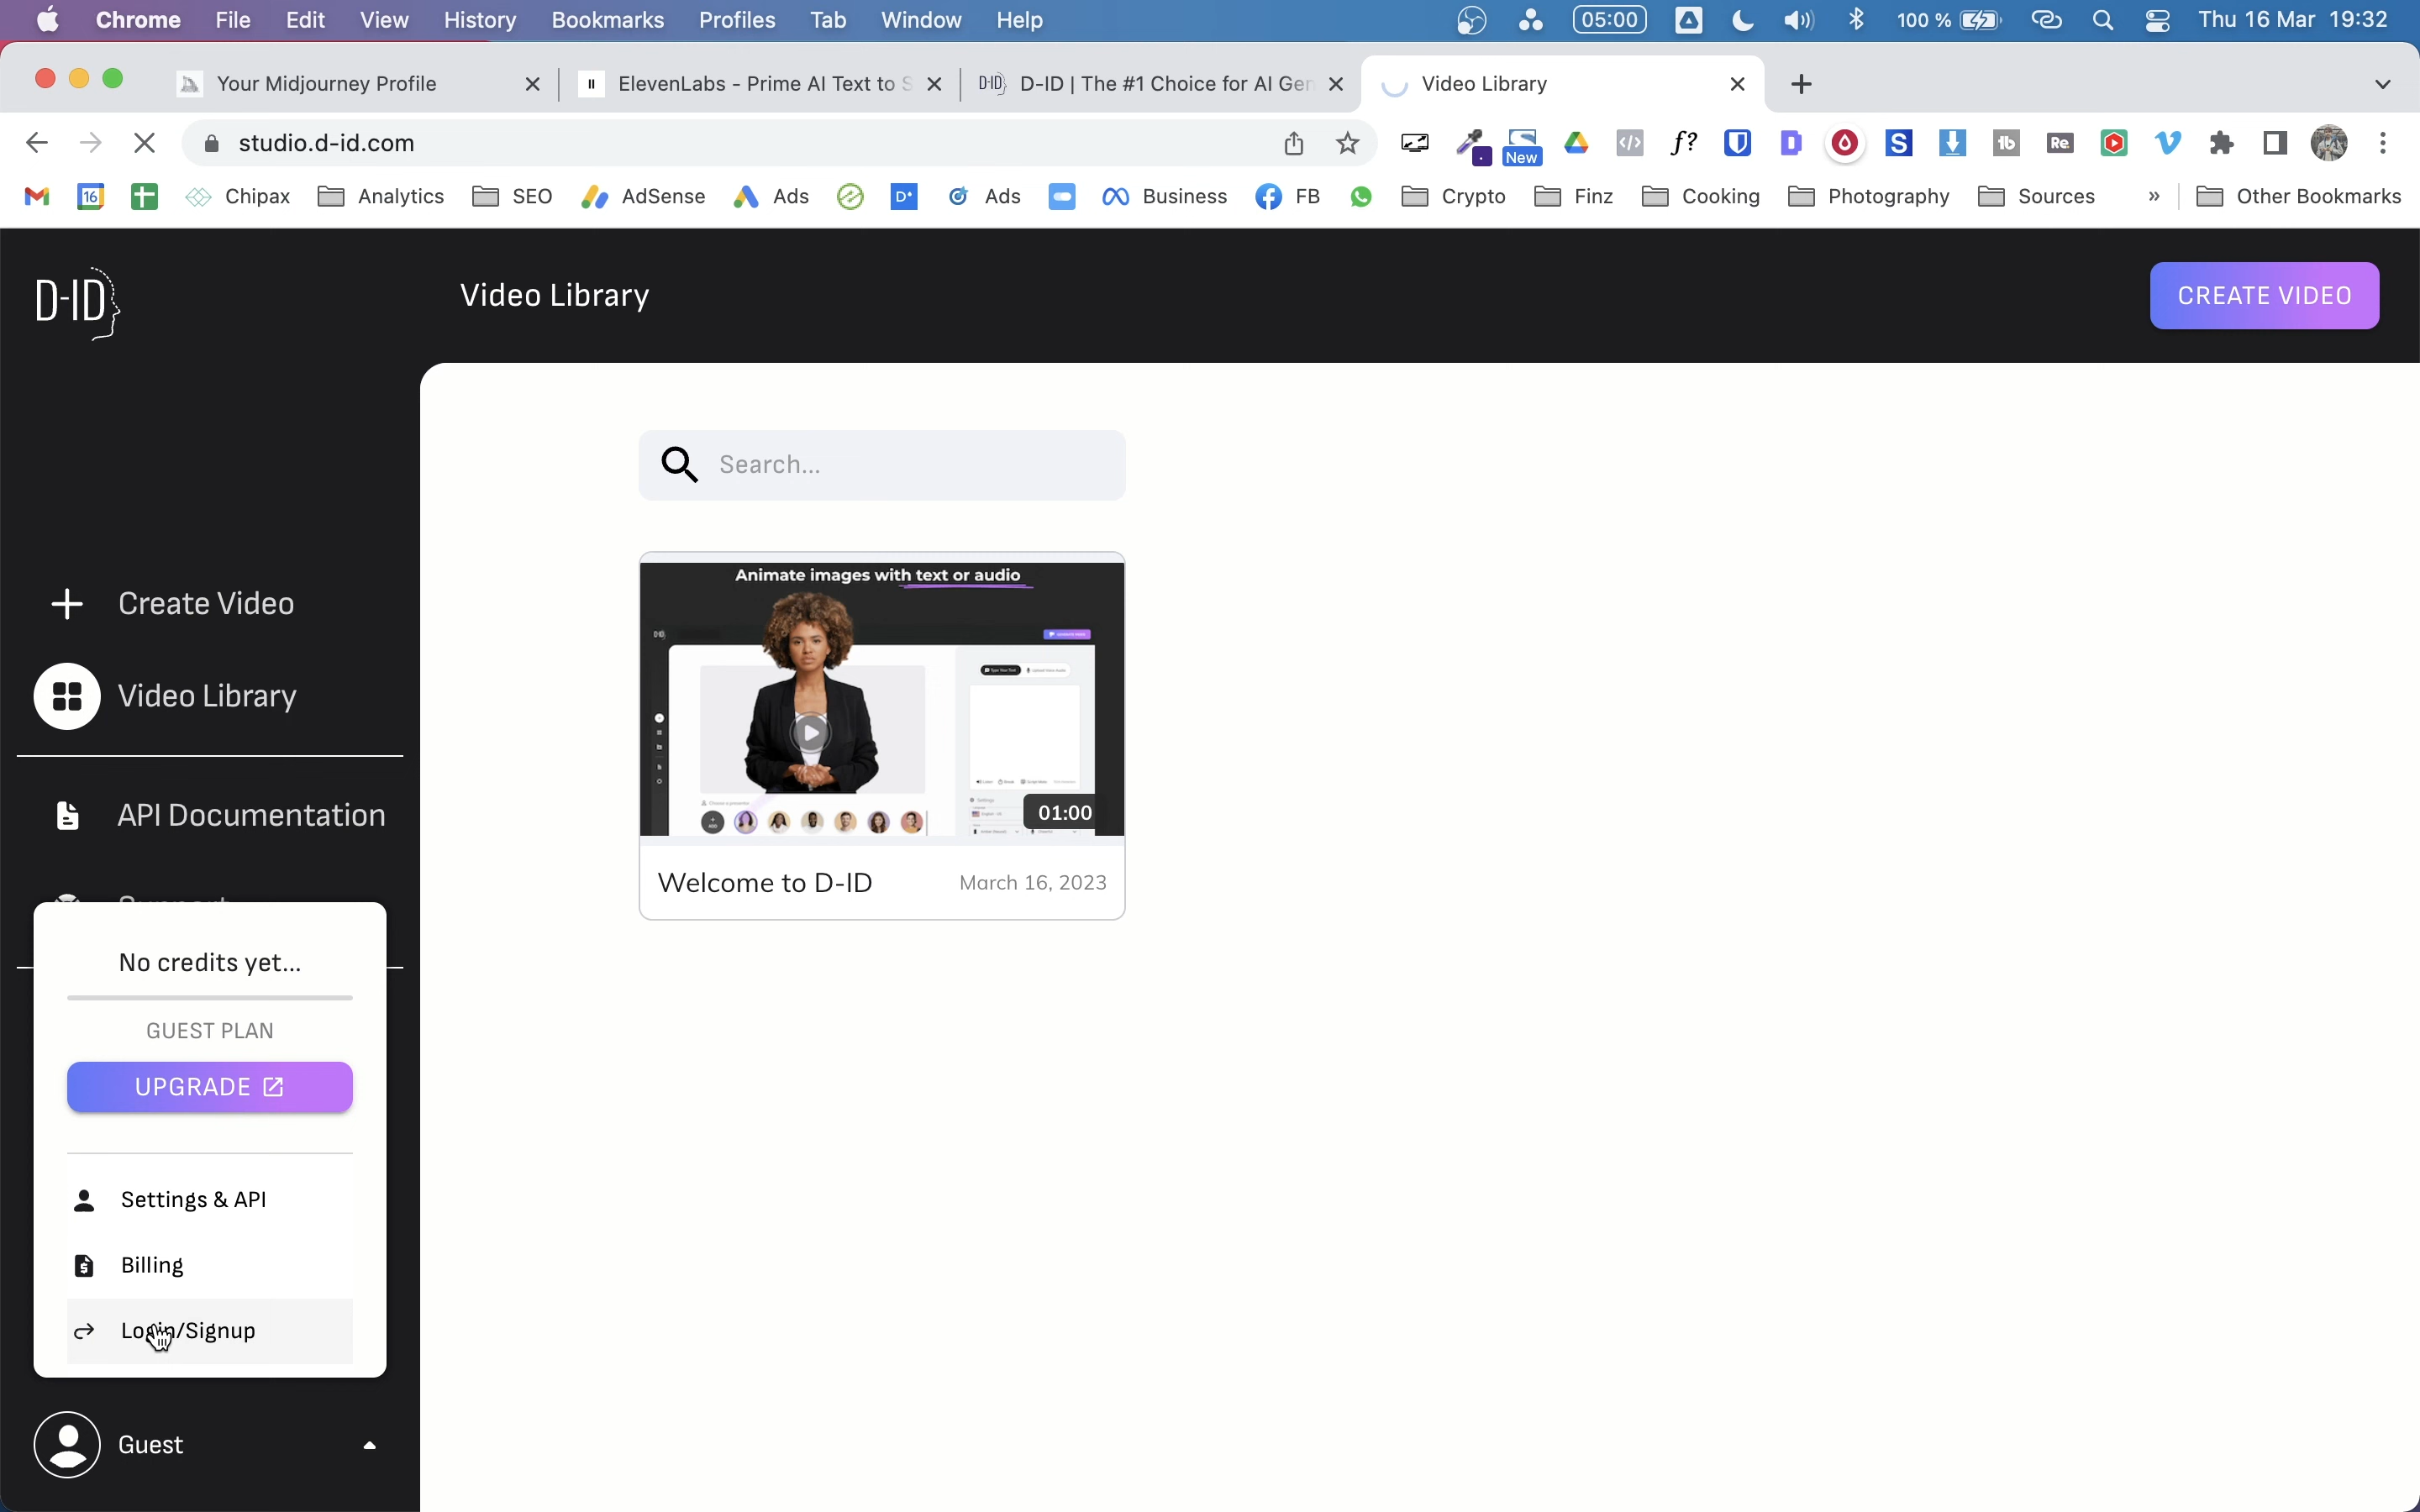 Chrome File Edit View History Bookmarks Profiles Tab Window Help 05:00 100 % Thu 16 Mar 19:32
Your Midjourney Profile
ElevenLabs - Prime AI Text to S
D-ID | The #1 Choice for AI Gen
Video Library
studio.d-id.com
New
16 Chipax Analytics SEO AdSense Ads Ads Business FB Crypto Finz Cooking Photography Sources » Other Bookmarks
D-ID
Video Library
CREATE VIDEO
Search...
Create Video
Video Library
API Documentation
Animate images with text or audio
01:00
Welcome to D-ID
March 16, 2023
No credits yet...
GUEST PLAN
UPGRADE
Settings & API
Billing
Login/Signup
Guest